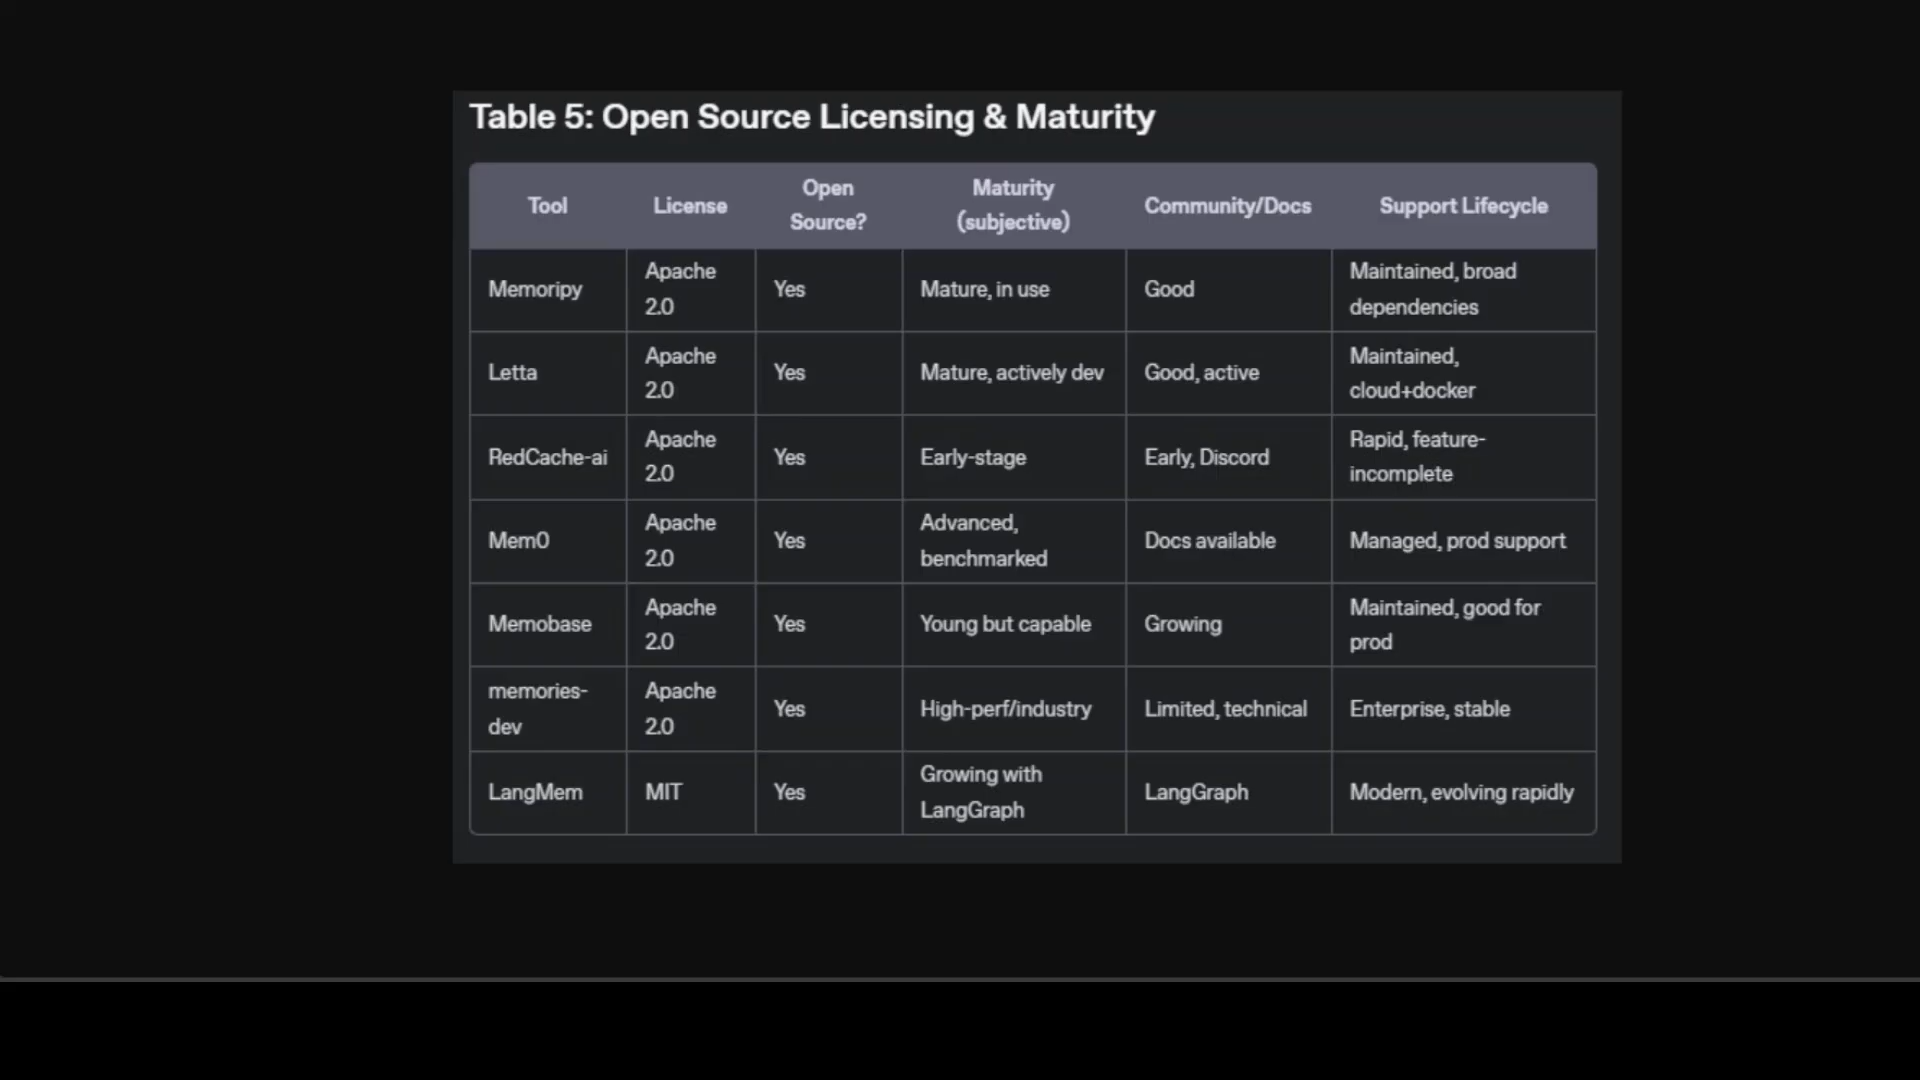 Table 5: Open Source Licensing & Maturity
Tool
License
Open
Source?
Maturity
(subjective)
Community/Docs
Support Lifecycle
Memoripy
Apache
2.0
Yes
Mature, in use
Good
Maintained, broad
dependencies
Letta
Apache
2.0
Yes
Mature, actively dev
Good, active
Maintained,
cloud+docker
RedCache-ai
Apache
2.0
Yes
Early-stage
Early, Discord
Rapid, feature-
incomplete
Mem0
Apache
2.0
Yes
Advanced,
benchmarked
Docs available
Managed, prod support
Memobase
Apache
2.0
Yes
Young but capable
Growing
Maintained, good for
prod
memories-
dev
Apache
2.0
Yes
High-perf/industry
Limited, technical
Enterprise, stable
LangMem
MIT
Yes
Growing with
LangGraph
LangGraph
Modern, evolving rapidly